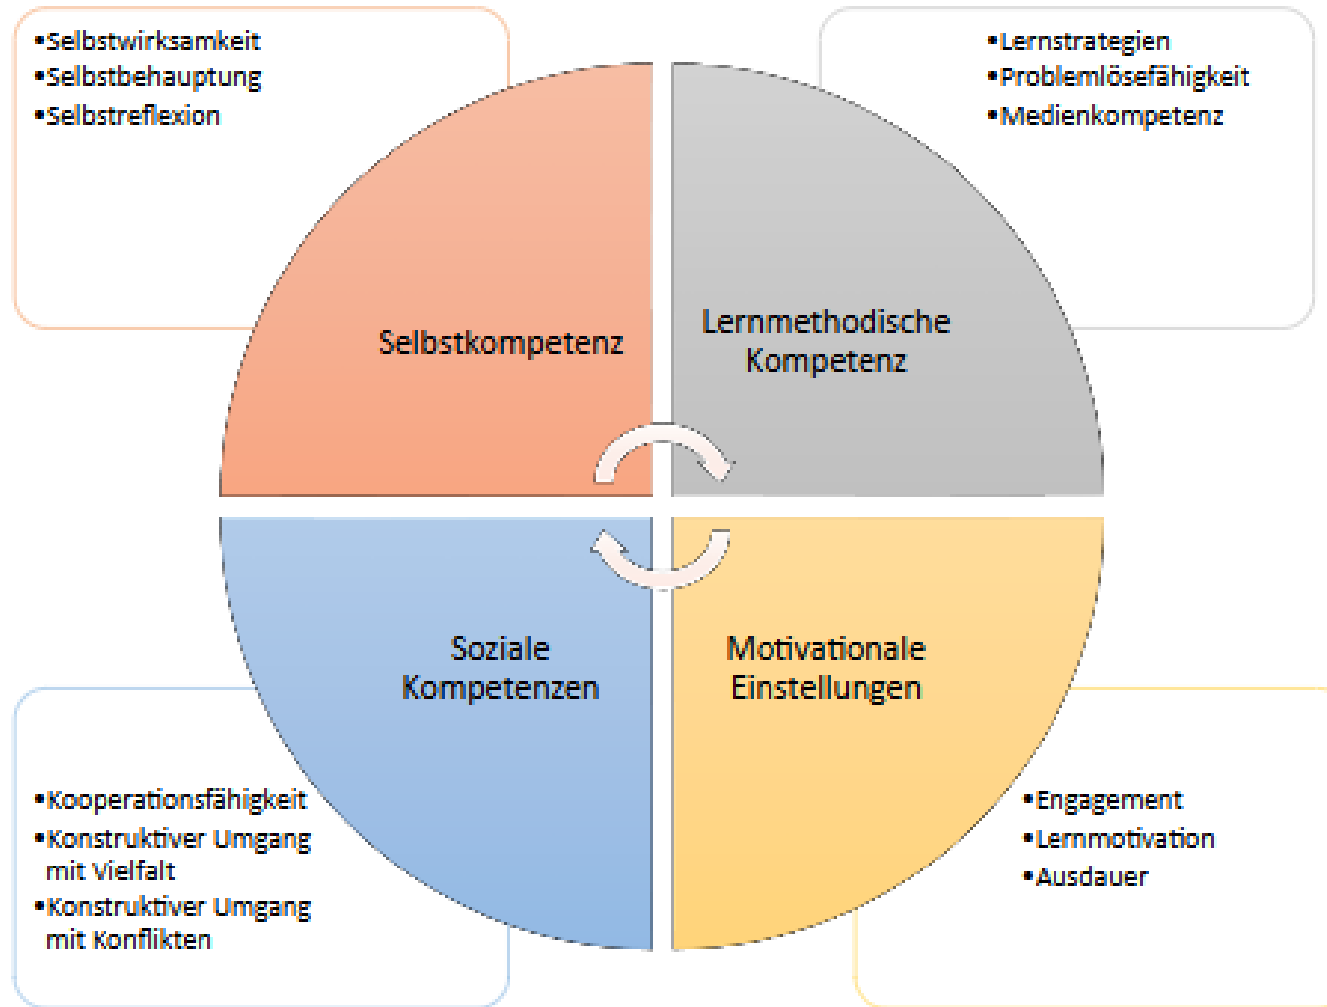 •Selbstwirksamkeit
•Selbstbehauptung
•Selbstreflexion
•Lernstrategien
•Problemlösefähigkeit
•Medienkompetenz
Selbstkompetenz
Lernmethodische
Kompetenz
Soziale
Kompetenzen
Motivationale
Einstellungen
•Kooperationsfähigkeit
•Konstruktiver Umgang
mit Vielfalt
•Konstruktiver Umgang
mit Konflikten
•Engagement
•Lernmotivation
•Ausdauer